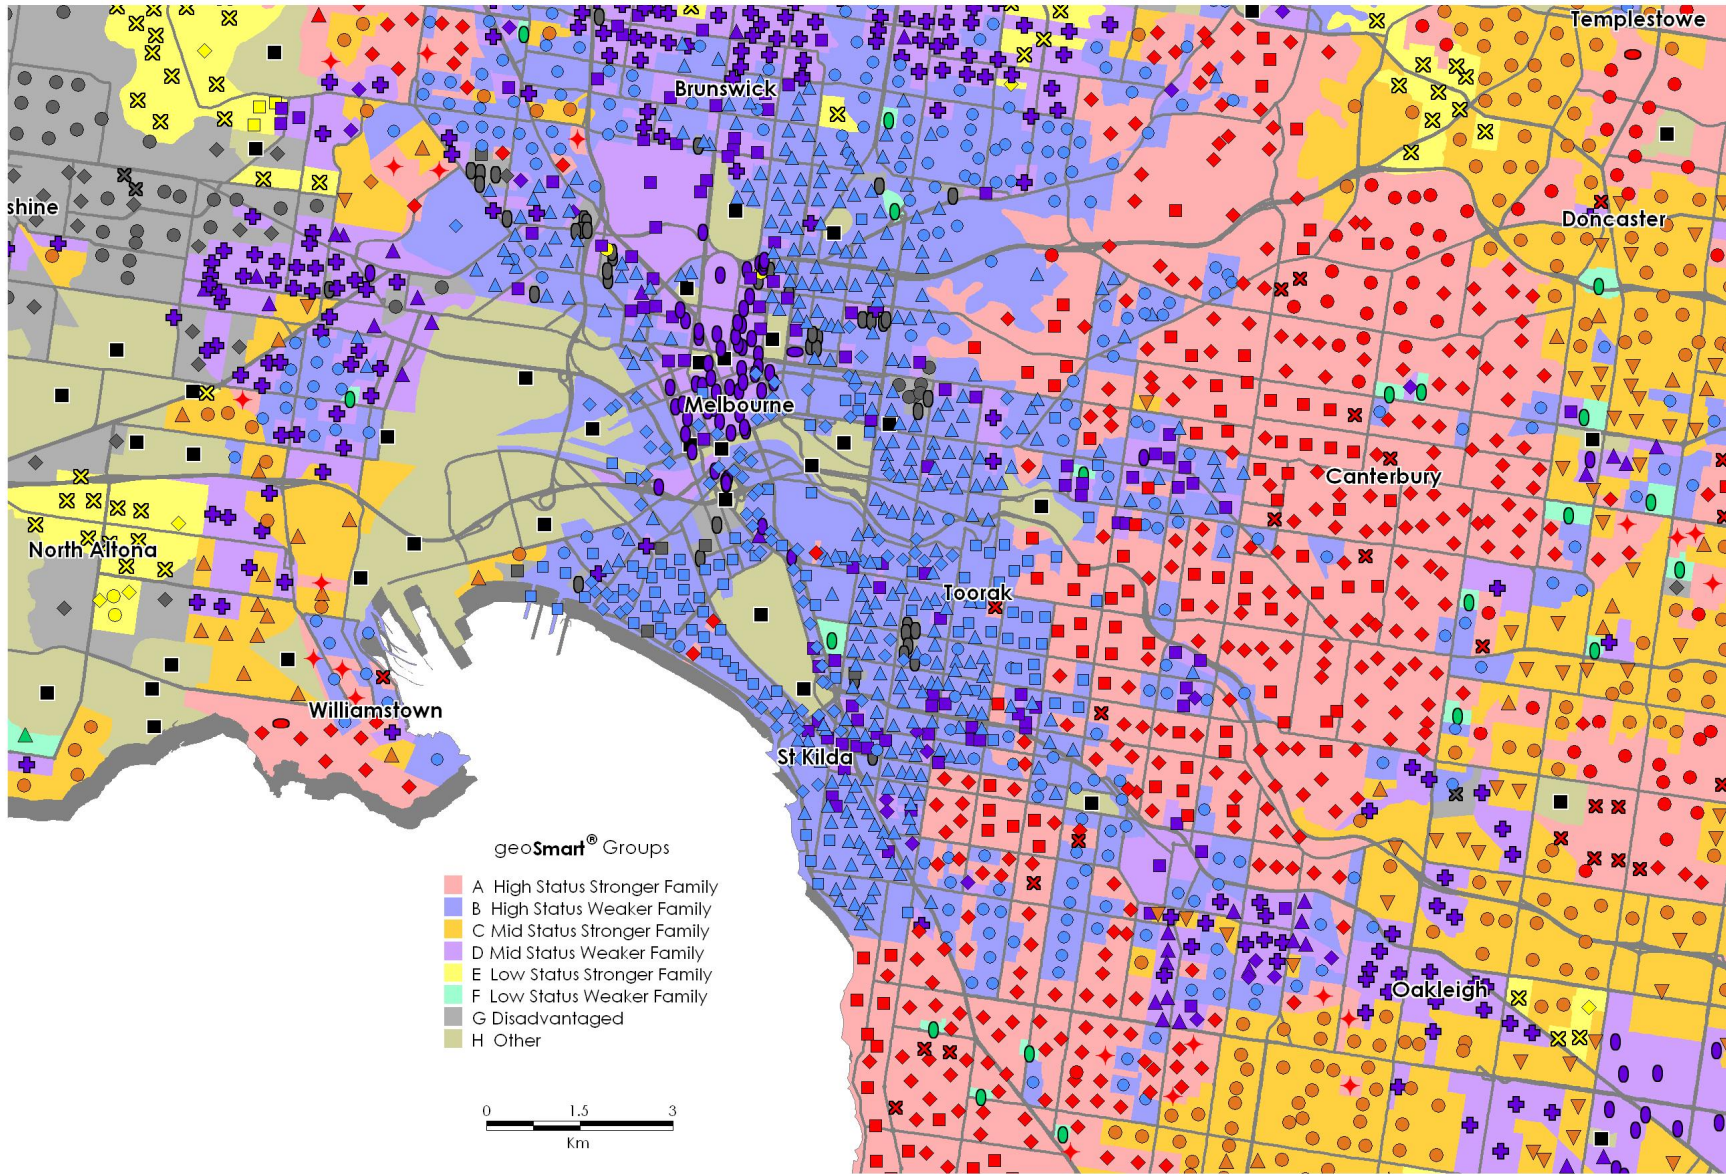 Templestowe
Brunswick
shine
Doncaster
Melbourne
Canterbury
North Altona
Toorak
Williamstown
St Kilda
geoSmart® Groups
A High Status Stronger Family
B High Status Weaker Family
C Mid Status Stronger Family
D Mid Status Weaker Family
E Low Status Stronger Family
F Low Status Weaker Family
G Disadvantaged
H Other
Oakleigh
0 1.5 3
Km